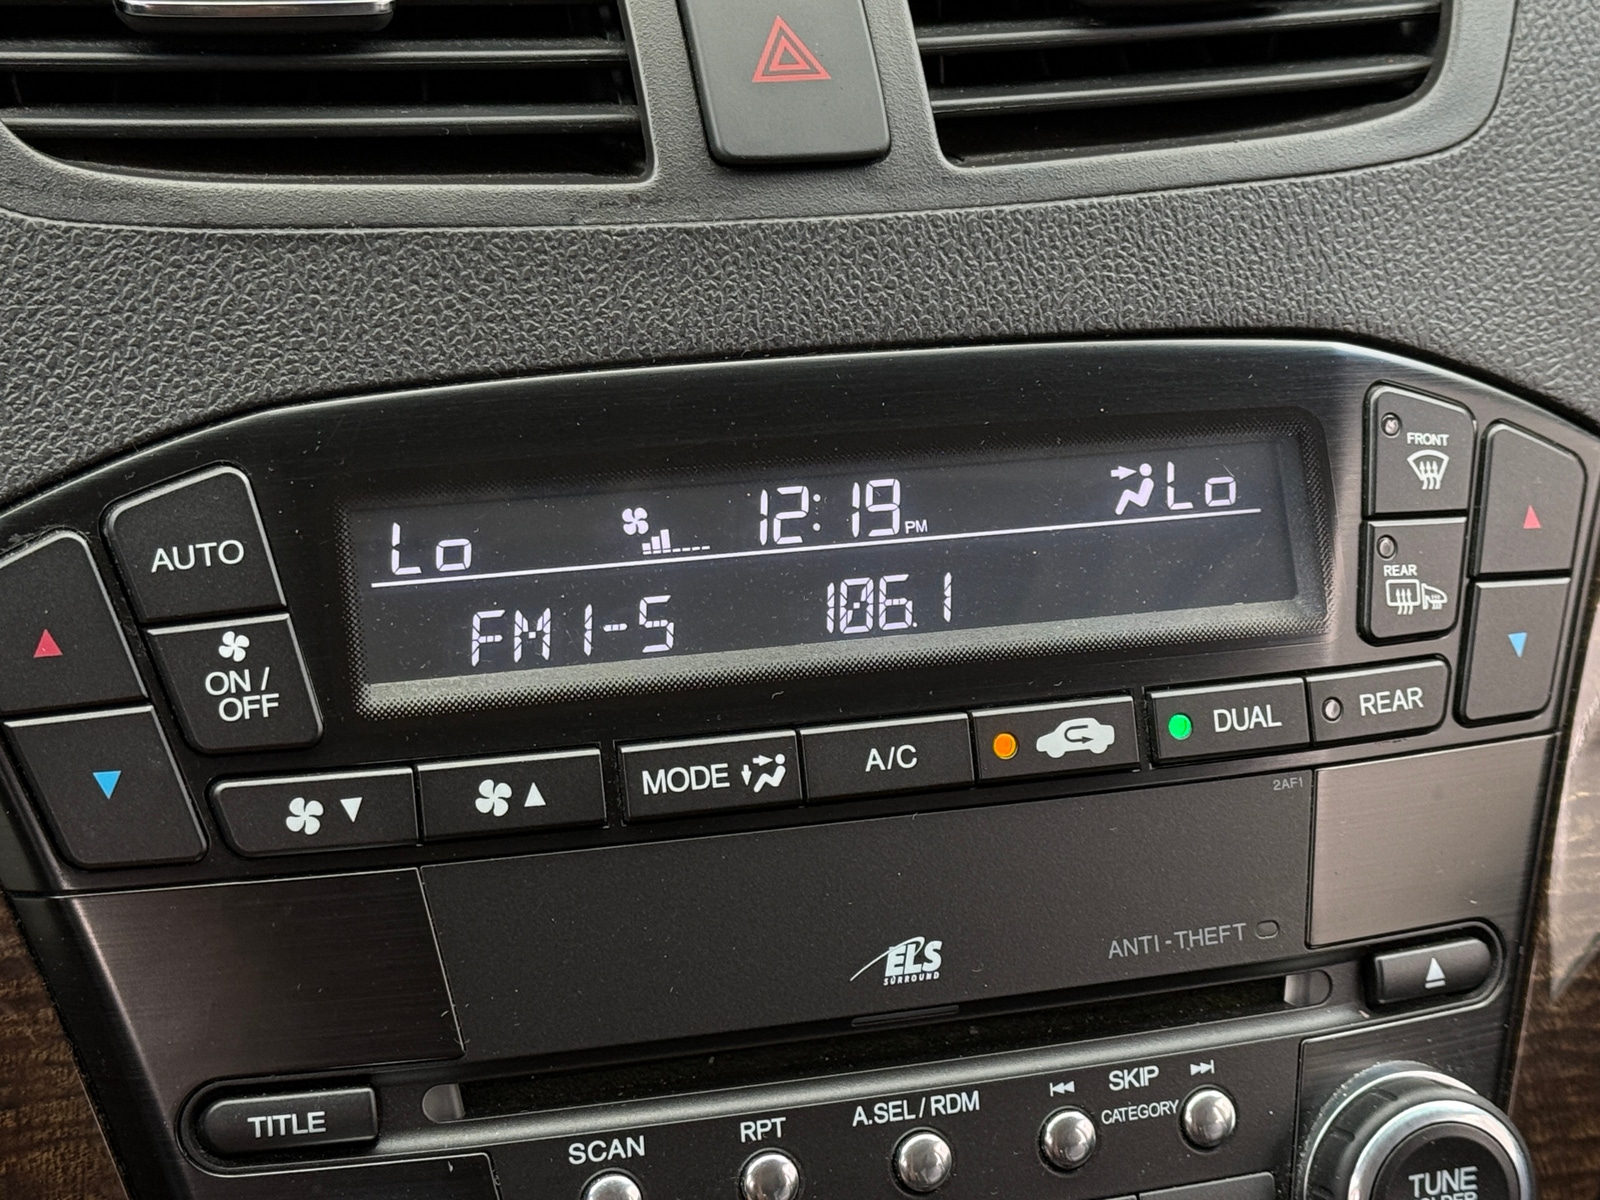 Lo 12:19 PM Lo
FM1-S 106.1
FRONT
REAR
AUTO
ON /
OFF
MODE A/C DUAL REAR
2AF1
ANTI-THEFT
ELS
SURROUND
TITLE
SCAN RPT A.SEL / RDM SKIP
CATEGORY
TUNE